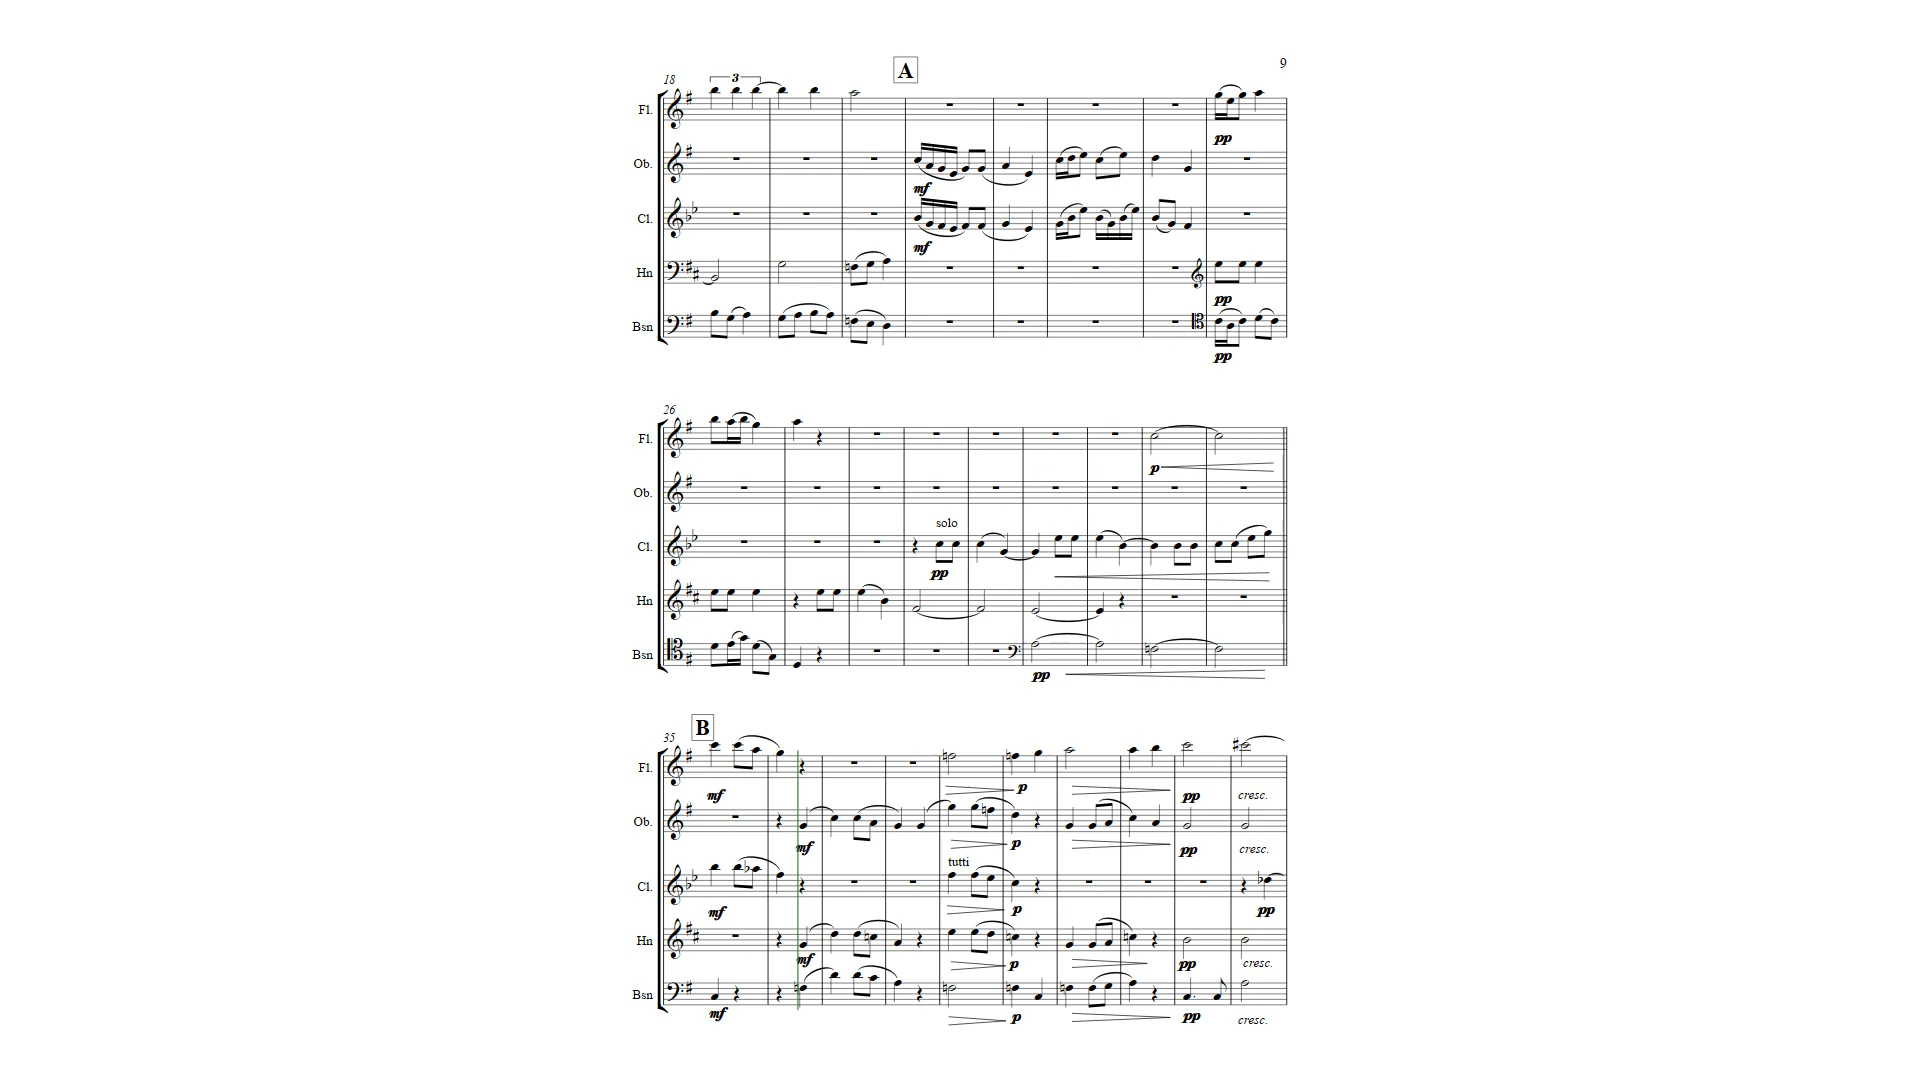 9
A
18
3
Fl.
pp
Ob.
mf
Cl.
mf
Hn
pp
Bsn
pp
26
Fl.
p
Ob.
solo
Cl.
pp
Hn
Bsn
pp
B
35
Fl.
mf p pp cresc.
Ob.
mf p pp cresc.
tutti
Cl.
mf p pp
Hn
mf p pp cresc.
Bsn
mf p pp cresc.